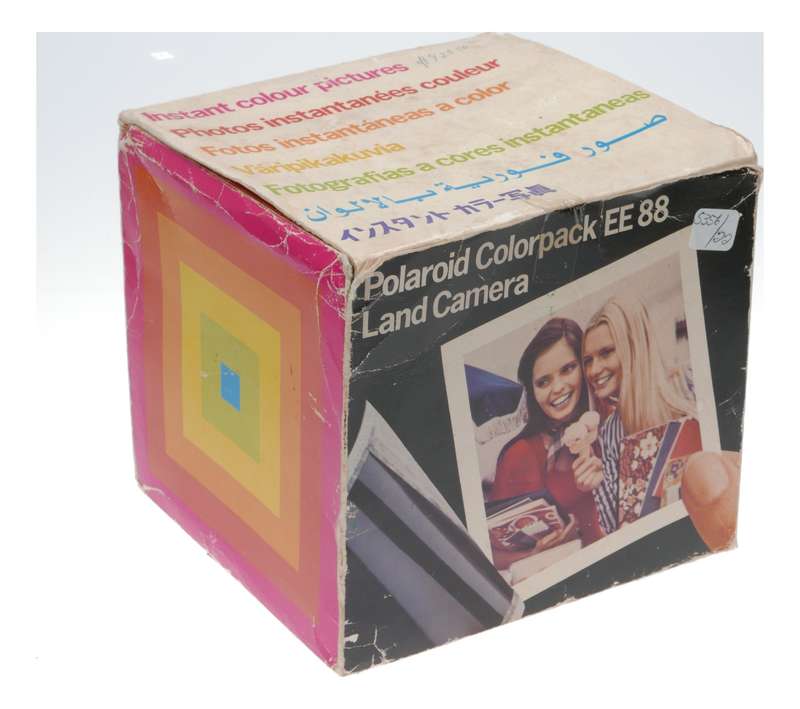 Instant colour pictures
Photos instantanées couleur
Fotos instantáneas a color
Väripikakuvia
Fotografias a cores instantaneas
صور فورية بالالوان
インスタント カラー写真
Polaroid Colorpack EE 88
Land Camera